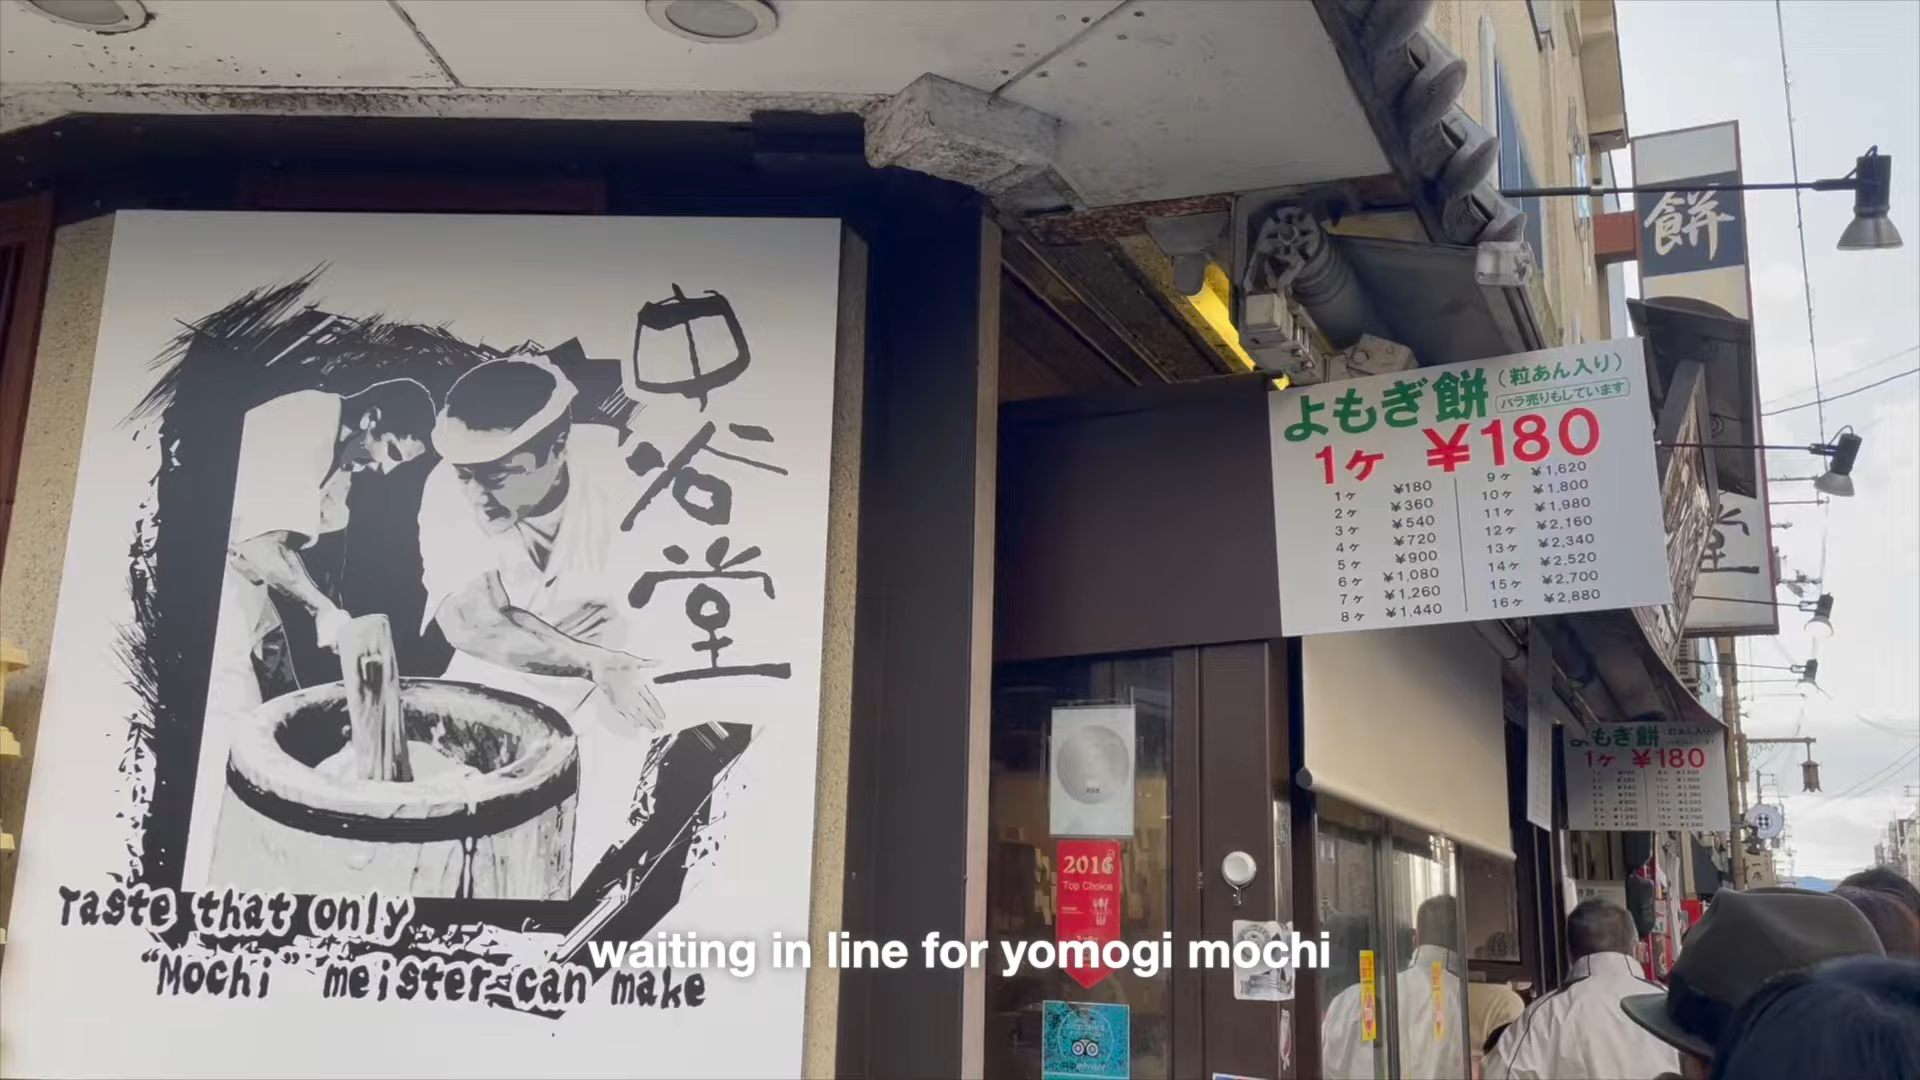 中谷堂
Taste that only
"Mochi" meister can make
餅
よもぎ餅 (粒あん入り)
バラ売りもしています
1ヶ ¥180
1ヶ ¥180
2ヶ ¥360
3ヶ ¥540
4ヶ ¥720
5ヶ ¥900
6ヶ ¥1,080
7ヶ ¥1,260
8ヶ ¥1,440
9ヶ ¥1,620
10ヶ ¥1,800
11ヶ ¥1,980
12ヶ ¥2,160
13ヶ ¥2,340
14ヶ ¥2,520
15ヶ ¥2,700
16ヶ ¥2,880
堂
よもぎ餅 (粒あん入り)
1ヶ ¥180
2016
Top Choice
waiting in line for yomogi mochi